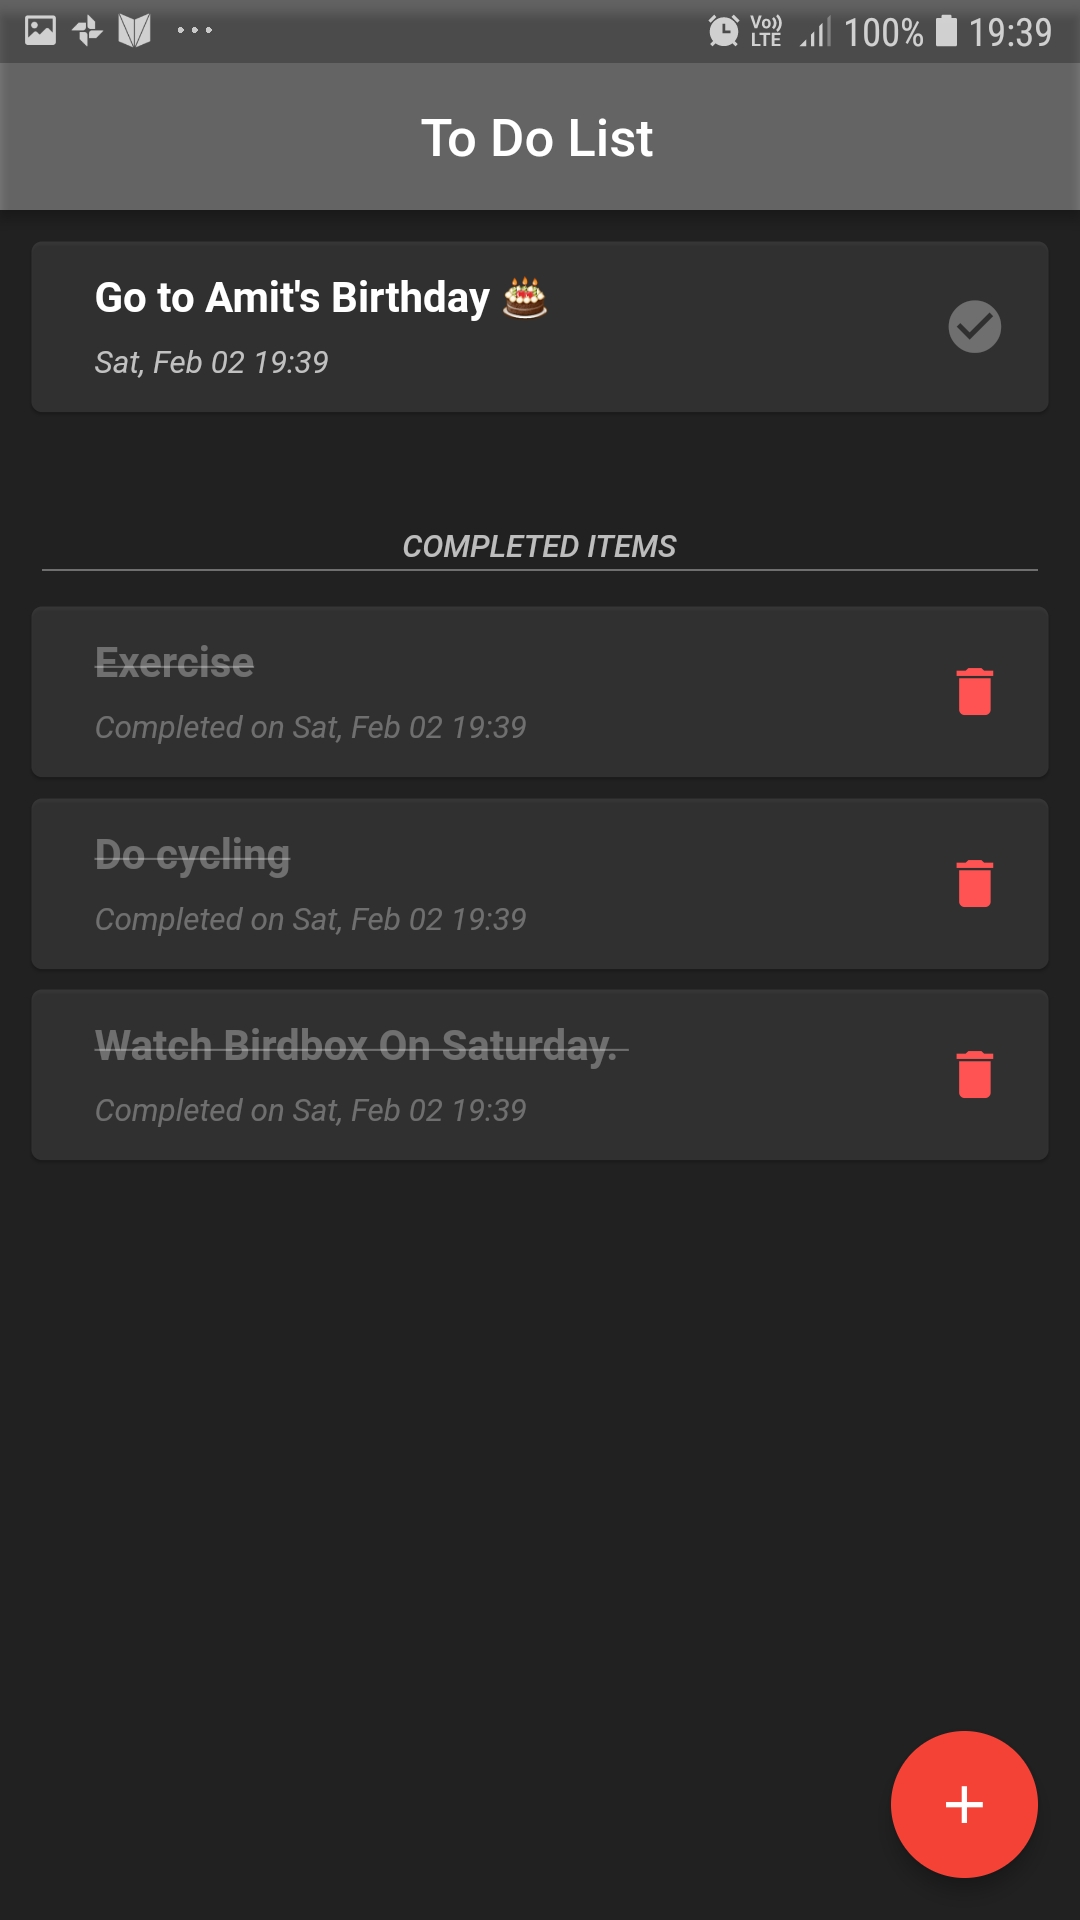 Vo)) LTE 100% 19:39
To Do List
Go to Amit's Birthday 🎂
Sat, Feb 02 19:39
COMPLETED ITEMS
Exercise
Completed on Sat, Feb 02 19:39
Do cycling
Completed on Sat, Feb 02 19:39
Watch Birdbox On Saturday.
Completed on Sat, Feb 02 19:39